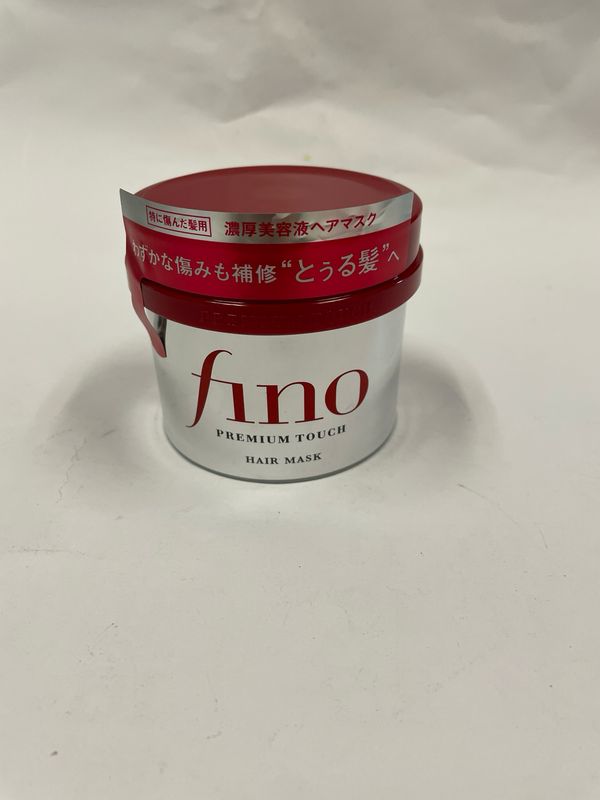 特に傷んだ髪用 濃厚美容液ヘアマスク
わずかな傷みも補修“とぅる髪”へ
fino
PREMIUM TOUCH
HAIR MASK